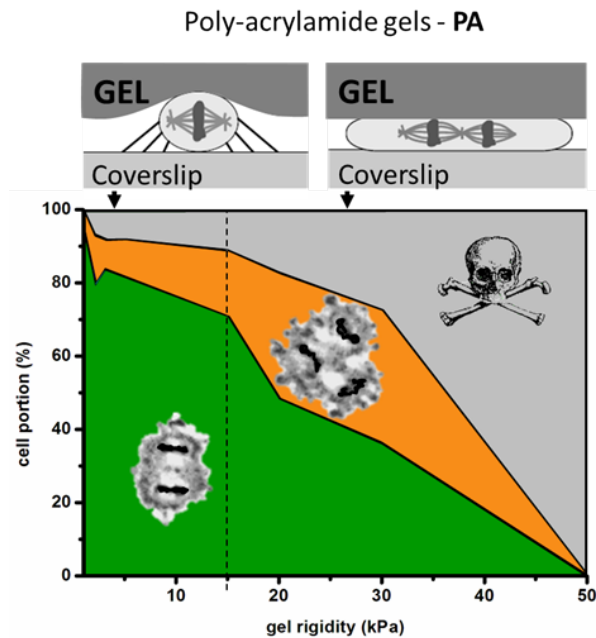 Poly-acrylamide gels - PA
GEL
GEL
Coverslip
Coverslip
100
80
60
40
20
0
cell portion (%)
10
20
30
40
50
gel rigidity (kPa)